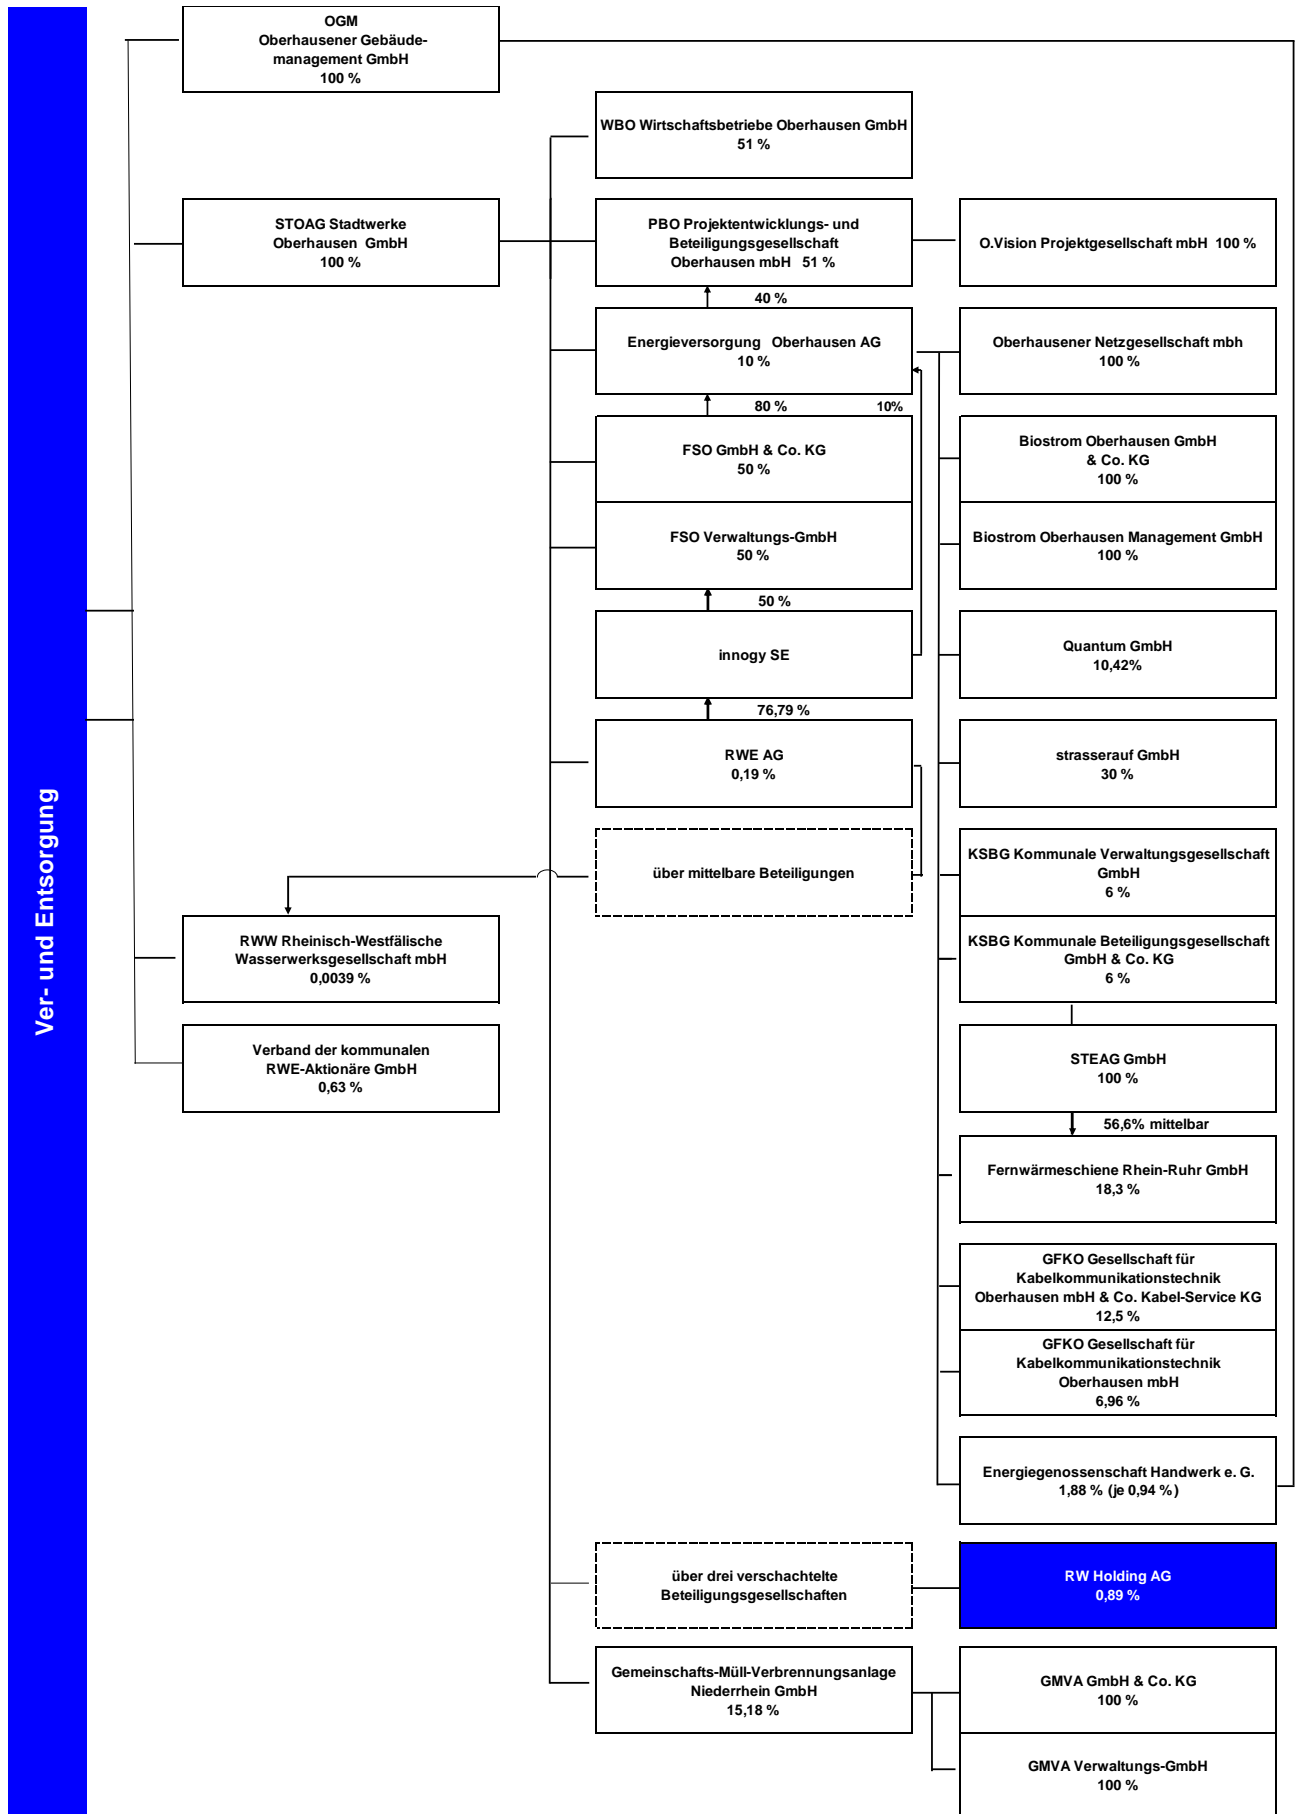 Ver- und Entsorgung
OGM
Oberhausener Gebäude-
management GmbH
100 %
WBO Wirtschaftsbetriebe Oberhausen GmbH
51 %
STOAG Stadtwerke
Oberhausen GmbH
100 %
PBO Projektentwicklungs- und
Beteiligungsgesellschaft
Oberhausen mbH 51 %
O.Vision Projektgesellschaft mbH 100 %
40 %
Energieversorgung Oberhausen AG
10 %
Oberhausener Netzgesellschaft mbh
100 %
80 %
10%
FSO GmbH & Co. KG
50 %
Biostrom Oberhausen GmbH
& Co. KG
100 %
FSO Verwaltungs-GmbH
50 %
Biostrom Oberhausen Management GmbH
100 %
50 %
innogy SE
Quantum GmbH
10,42%
76,79 %
RWE AG
0,19 %
strasserauf GmbH
30 %
über mittelbare Beteiligungen
KSBG Kommunale Verwaltungsgesellschaft
GmbH
6 %
RWW Rheinisch-Westfälische
Wasserwerksgesellschaft mbH
0,0039 %
KSBG Kommunale Beteiligungsgesellschaft
GmbH & Co. KG
6 %
Verband der kommunalen
RWE-Aktionäre GmbH
0,63 %
STEAG GmbH
100 %
56,6% mittelbar
Fernwärmeschiene Rhein-Ruhr GmbH
18,3 %
GFKO Gesellschaft für
Kabelkommunikationstechnik
Oberhausen mbH & Co. Kabel-Service KG
12,5 %
GFKO Gesellschaft für
Kabelkommunikationstechnik
Oberhausen mbH
6,96 %
Energiegenossenschaft Handwerk e. G.
1,88 % (je 0,94 %)
über drei verschachtelte
Beteiligungsgesellschaften
RW Holding AG
0,89 %
Gemeinschafts-Müll-Verbrennungsanlage
Niederrhein GmbH
15,18 %
GMVA GmbH & Co. KG
100 %
GMVA Verwaltungs-GmbH
100 %